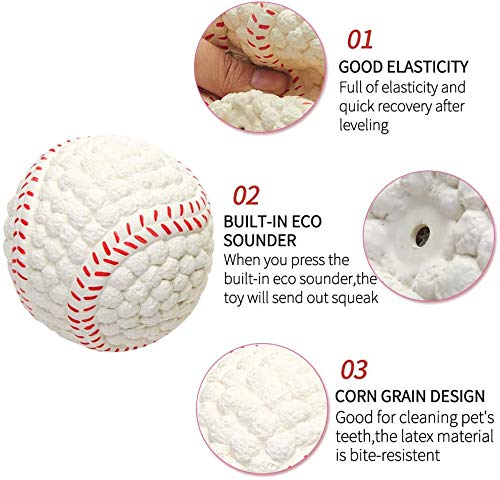 01
GOOD ELASTICITY
Full of elasticity and
quick recovery after
leveling
02
BUILT-IN ECO
SOUNDER
When you press the
built-in eco sounder,the
toy will send out squeak
03
CORN GRAIN DESIGN
Good for cleaning pet's
teeth,the latex material
is bite-resistent